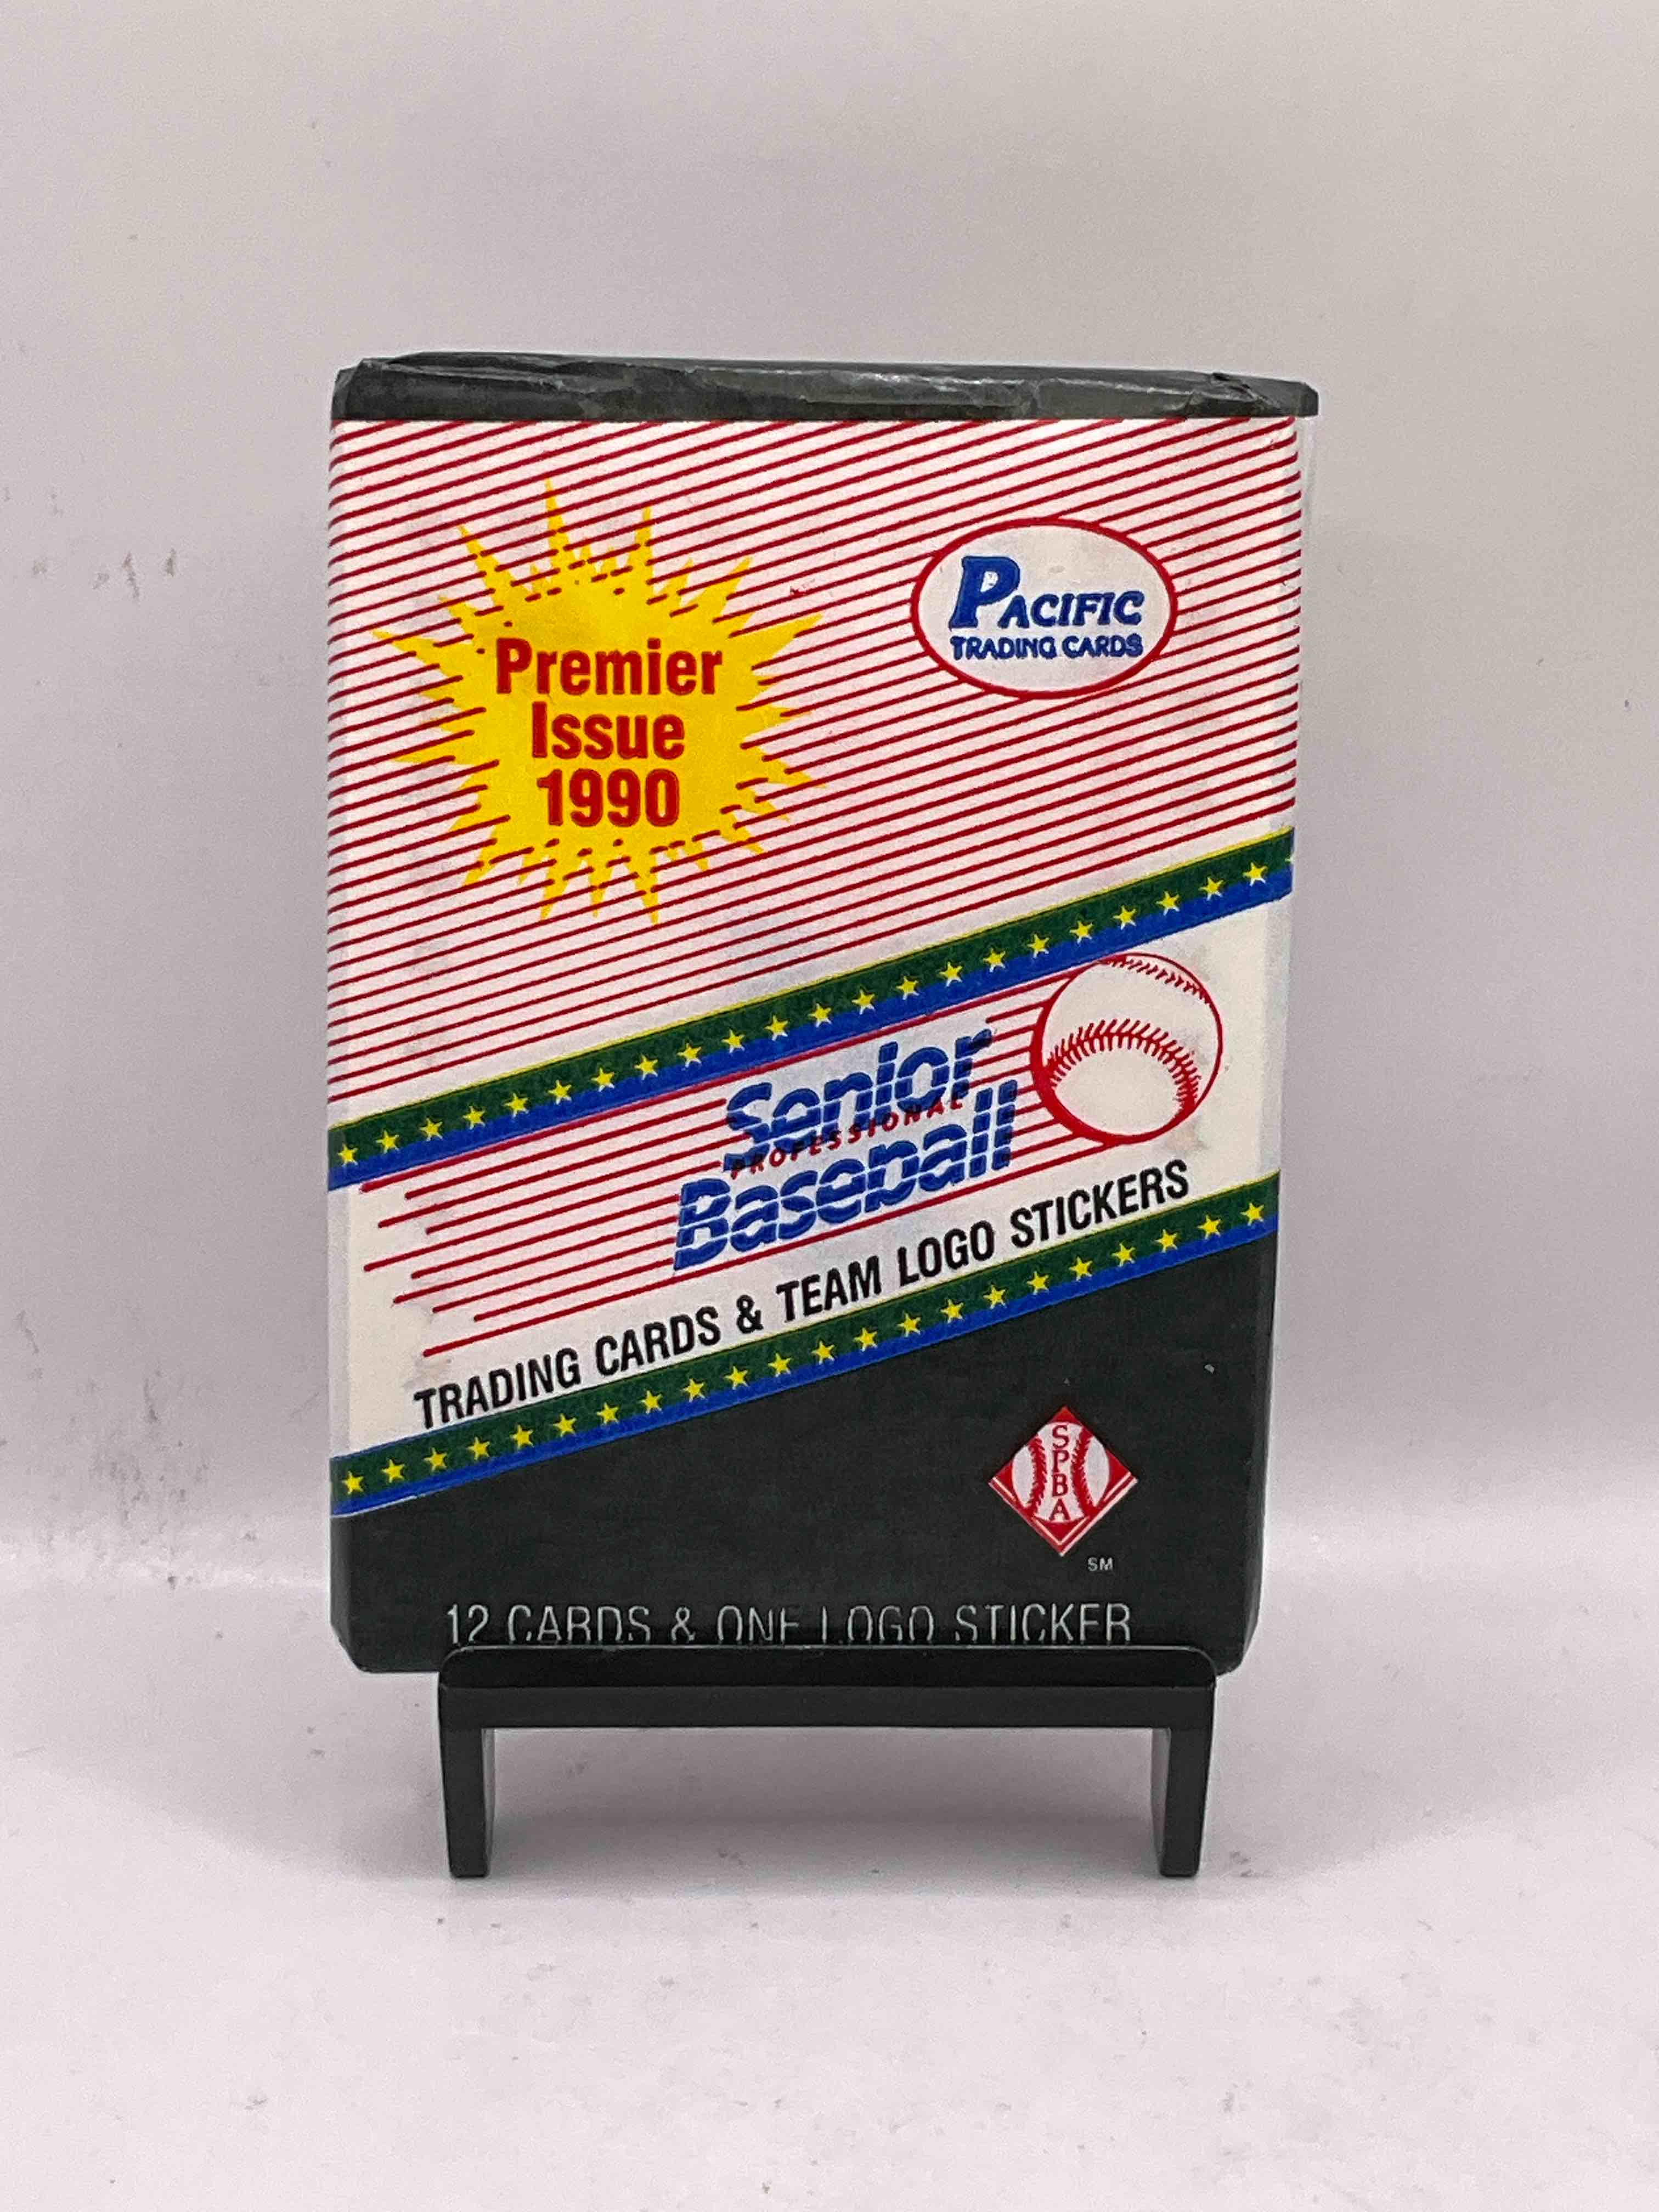 Premier
Issue
1990
PACIFIC
TRADING CARDS
Senior
PROFESSIONAL
Baseball
TRADING CARDS & TEAM LOGO STICKERS
SPBA
SM
12 CARDS & ONE LOGO STICKER